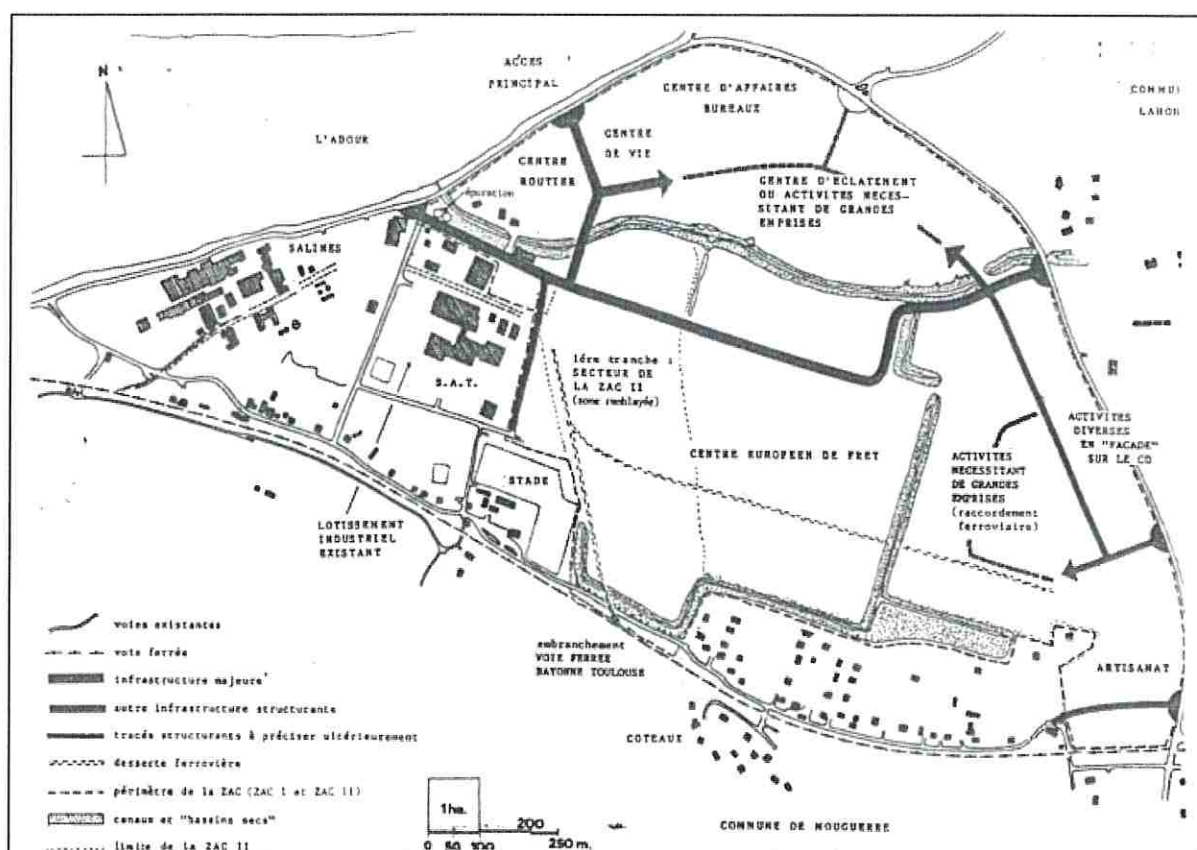 N
ACCES
PRINCIPAL
L'ADOUR
CENTRE D'AFFAIRES
BUREAUX
COMMU
LAHON
CENTRE
DE VIE
CENTRE
ROUTIER
épuration
CENTRE D'ECLATEMENT
OU ACTIVITES NECES-
SITANT DE GRANDES
EMPRISES
SALINES
S.A.T.
1ère tranche :
SECTEUR DE
LA ZAC II
(zone remblayée)
CENTRE EUROPEEN DE FRET
ACTIVITES
DIVERSES
EN "FACADE"
SUR LE CD
ACTIVITES
NECESSITANT
DE GRANDES
EMPRISES
(raccordement
ferroviaire)
STADE
LOTISSEMENT
INDUSTRIEL
EXISTANT
embranchement
VOIE FERREE
BAYONNE TOULOUSE
ARTISANAT
COTEAUX
COMMUNE DE MOUGUERRE
voies existantes
voie ferrée
infrastructure majeure
autre infrastructure structurante
tracés structurants à préciser ultérieurement
desserte ferrovière
périmètre de la ZAC (ZAC I et ZAC II)
canaux et "bassins secs"
limite de la ZAC II
1ha.
200
0 50 100 250 m.